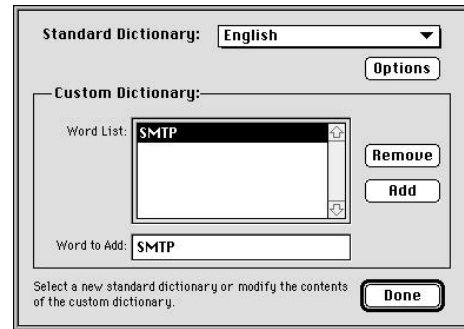 Standard Dictionary: English
Options
Custom Dictionary:
Word List: SMTP
Remove
Add
Word to Add: SMTP
Select a new standard dictionary or modify the contents
of the custom dictionary.
Done